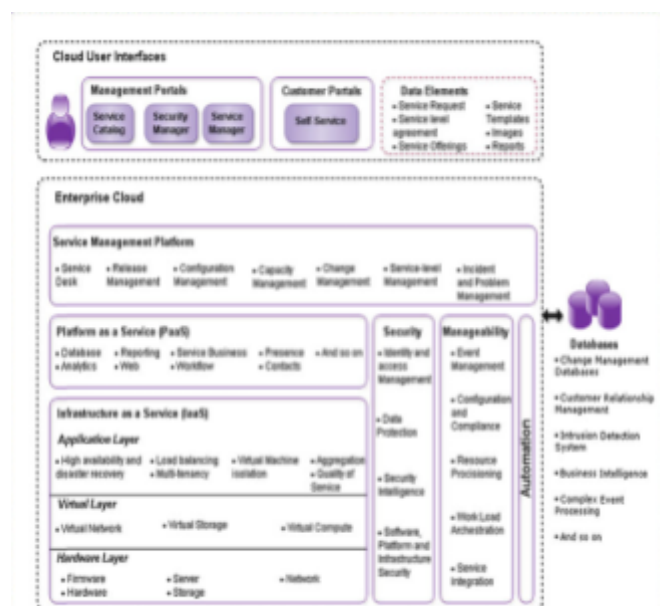 Cloud User Interfaces
Management Portals
Service
Catalog
Security
Manager
Service
Manager
Customer Portals
Self Service
Data Elements
• Service Request
• Service level
agreement
• Service Offerings
• Service
Templates
• Images
• Reports
Enterprise Cloud
Service Management Platform
• Service
Desk
• Release
Management
• Configuration
Management
• Capacity
Management
• Change
Management
• Service-level
Management
• Incident
and Problem
Management
Platform as a Service (PaaS)
• Database
• Analytics
• Reporting
• Web
• Service Business
• Workflow
• Presence
• Contacts
• And so on
Infrastructure as a Service (IaaS)
Application Layer
• High availability and
disaster recovery
• Load balancing
• Multi-tenancy
• Virtual Machine
isolation
• Aggregation
• Quality of
Service
Virtual Layer
• Virtual Network
• Virtual Storage
• Virtual Compute
Hardware Layer
• Firmware
• Hardware
• Server
• Storage
• Network
Security
• Identity and
access
Management
• Data
Protection
• Security
Intelligence
• Software,
Platform and
Infrastructure
Security
Manageability
• Event
Management
• Configuration
and
Compliance
• Resource
Provisioning
• Work Load
Orchestration
• Service
Integration
Automation
Databases
• Change Management
Databases
• Customer Relationship
Management
• Intrusion Detection
System
• Business Intelligence
• Complex Event
Processing
• And so on